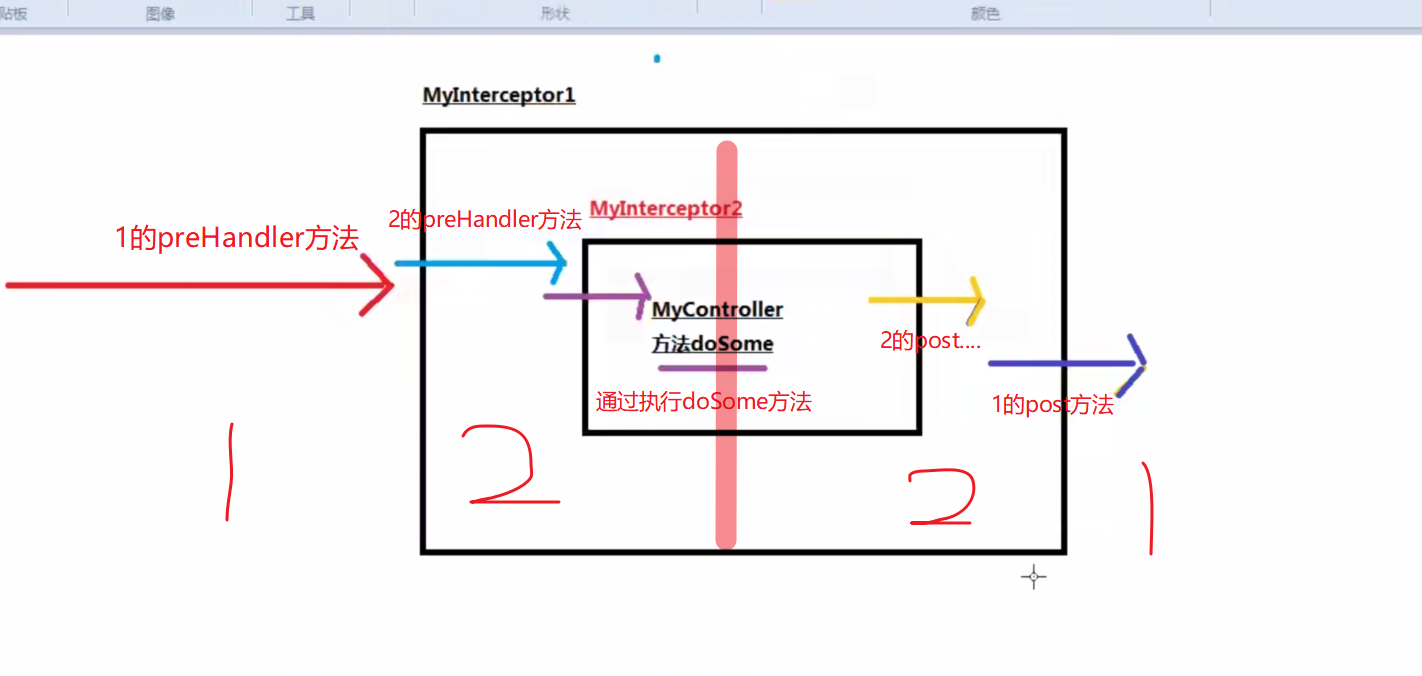 贴板 图像 工具 形状 颜色
MyInterceptor1
MyInterceptor2
2的preHandler方法
1的preHandler方法
MyController
方法doSome
2的post....
通过执行doSome方法
1的post方法
1 2 2 1